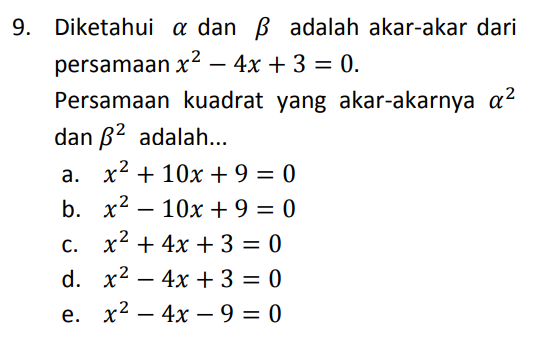 9. Diketahui α dan β adalah akar-akar dari
persamaan x² − 4x + 3 = 0.
Persamaan kuadrat yang akar-akarnya α²
dan β² adalah...
a. x² + 10x + 9 = 0
b. x² − 10x + 9 = 0
c. x² + 4x + 3 = 0
d. x² − 4x + 3 = 0
e. x² − 4x − 9 = 0